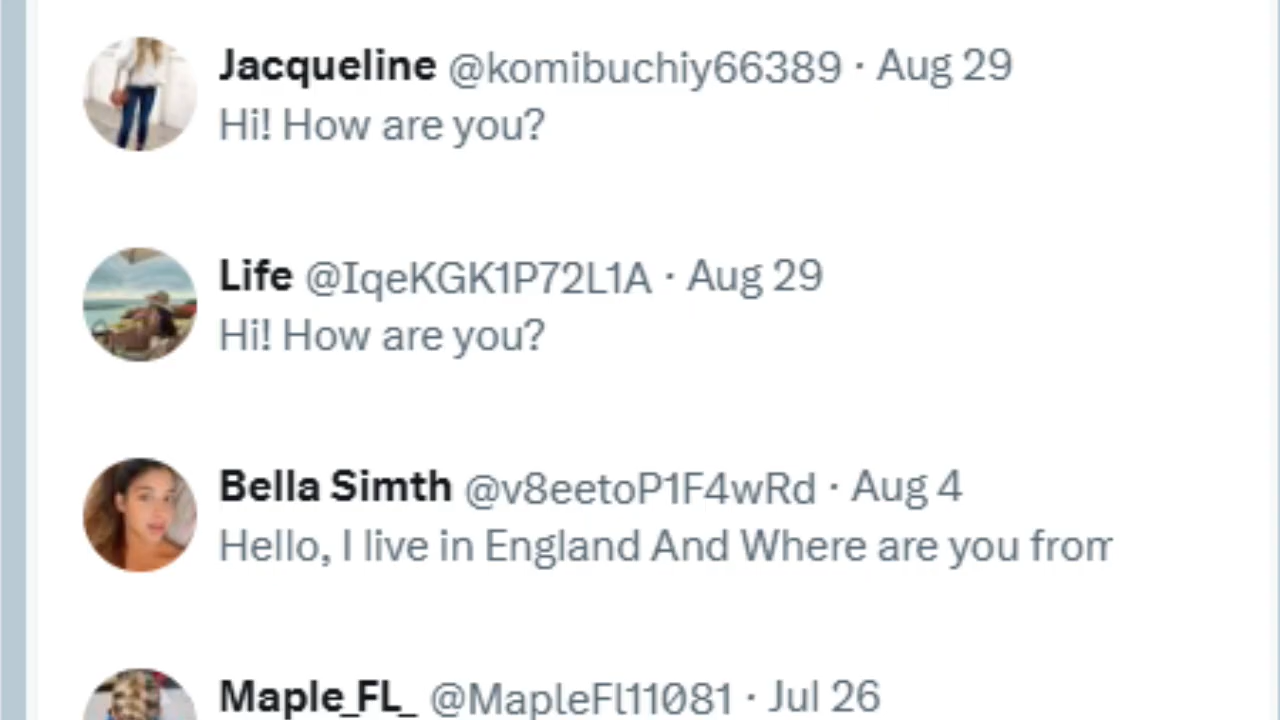 Jacqueline @komibuchiy66389 · Aug 29
Hi! How are you?
Life @IqeKGK1P72L1A · Aug 29
Hi! How are you?
Bella Simth @v8eetoP1F4wRd · Aug 4
Hello, I live in England And Where are you from
Maple_FL_ @MapleFl11081 · Jul 26